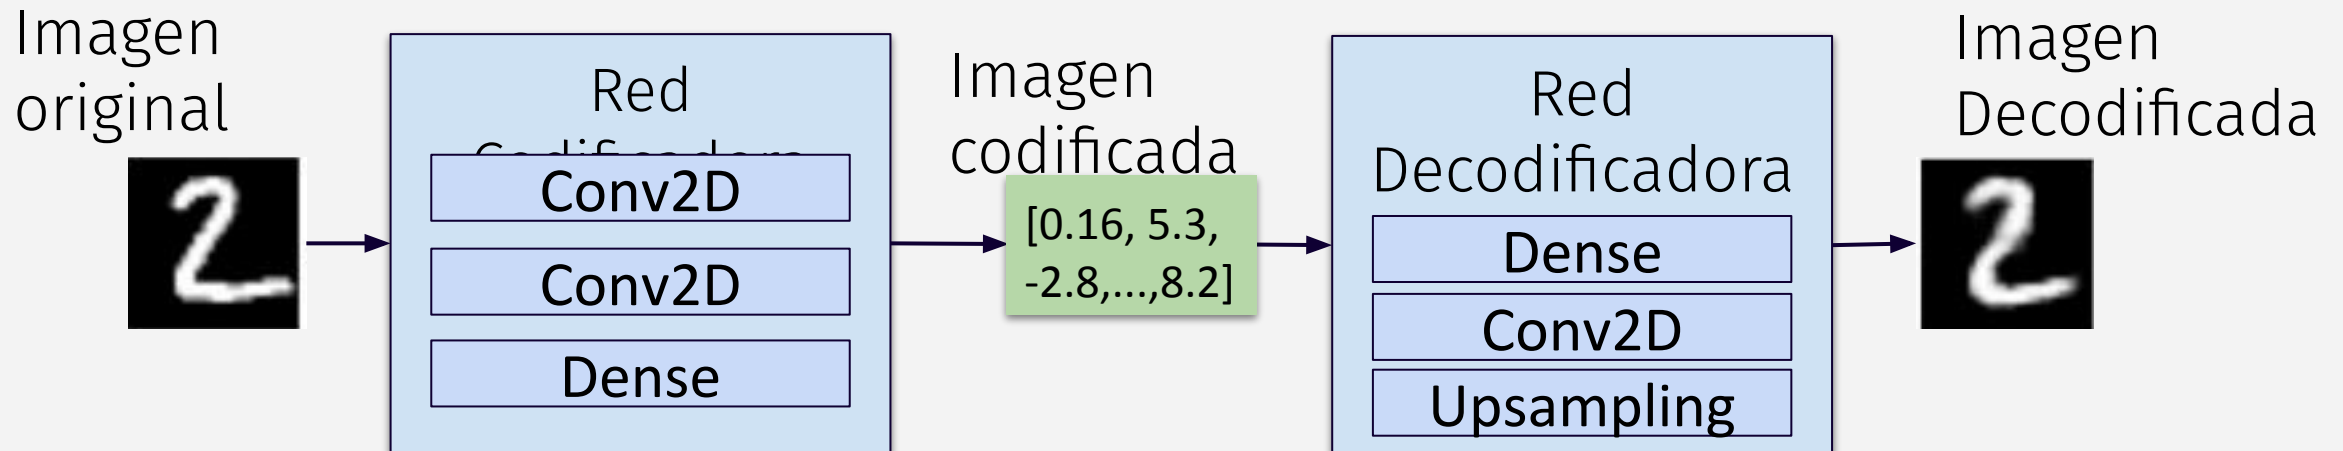 Imagen
original
Red
Conv2D
Conv2D
Dense
Imagen
codificada
[0.16, 5.3,
-2.8,...,8.2]
Red
Decodificadora
Dense
Conv2D
Upsampling
Imagen
Decodificada